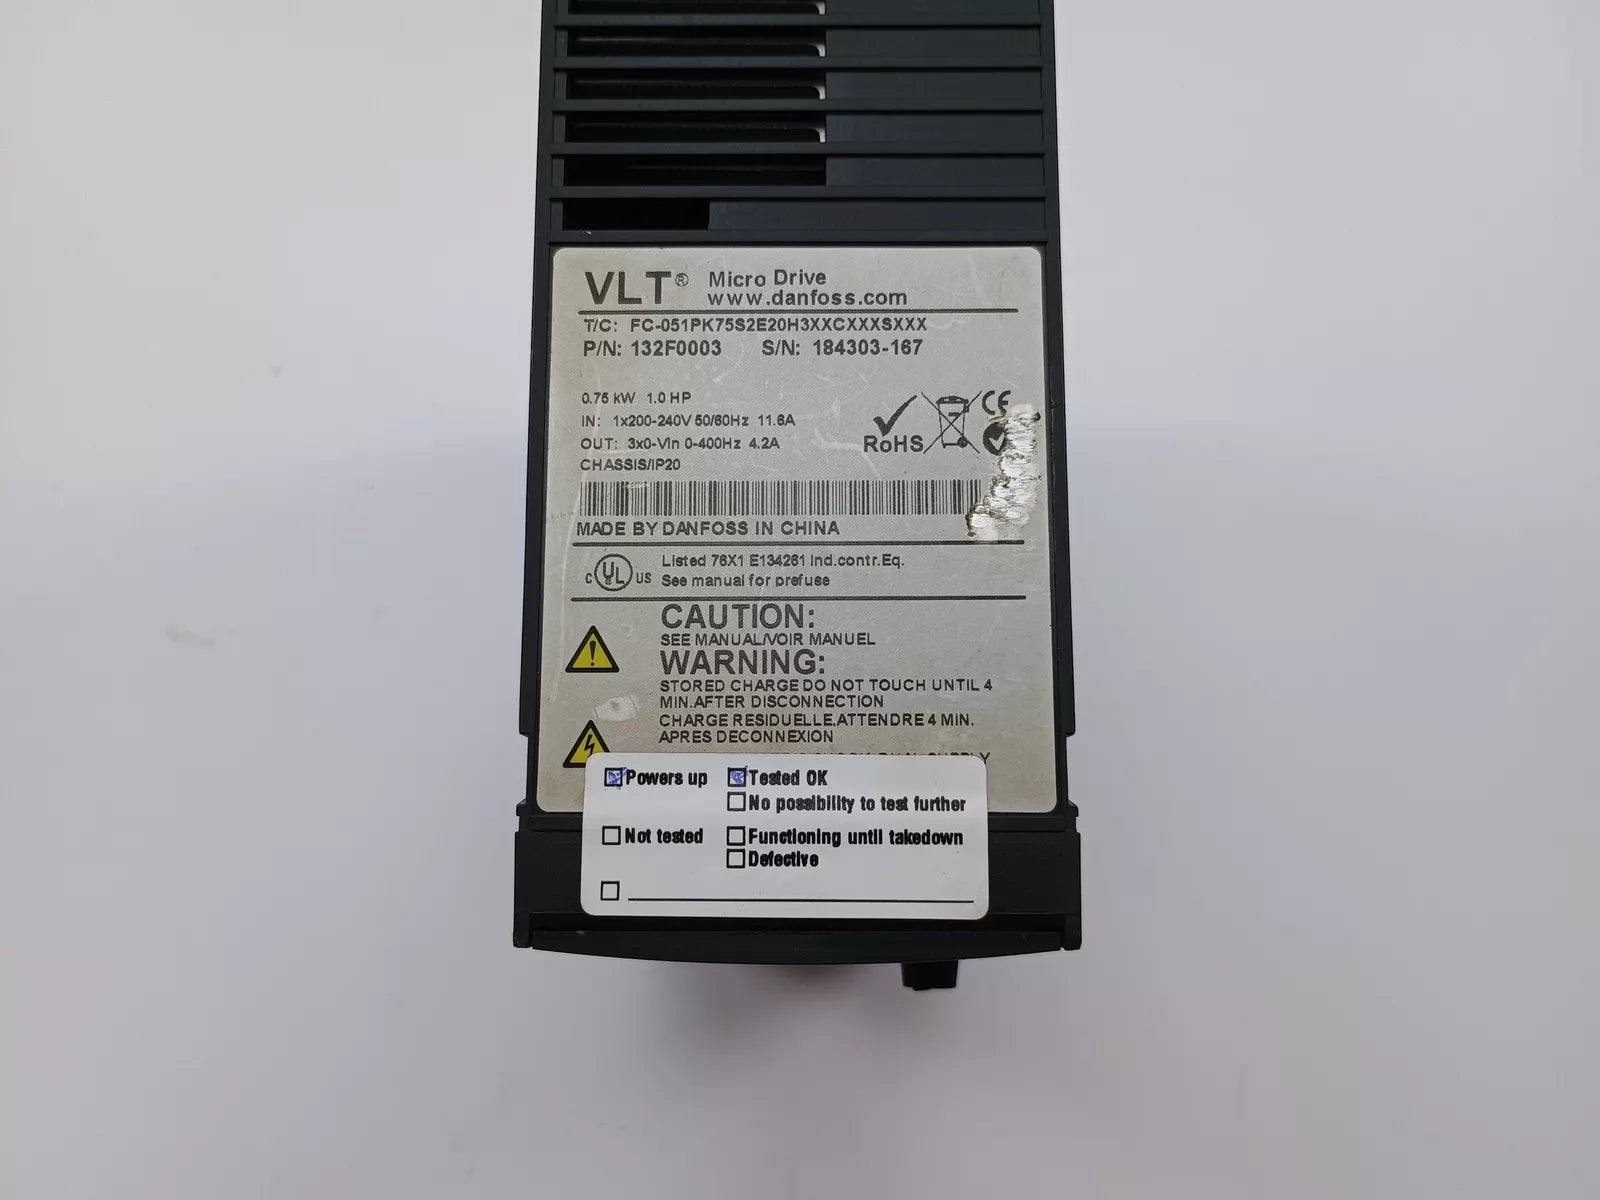 VLT® Micro Drive
www.danfoss.com
T/C: FC-051PK75S2E20H3XXCXXXSXXX
P/N: 132F0003 S/N: 184303-167
0.75 kW 1.0 HP
IN: 1x200-240V 50/60Hz 11.6A
OUT: 3x0-Vin 0-400Hz 4.2A
CHASSIS/IP20
RoHS
CE
MADE BY DANFOSS IN CHINA
c UL us
Listed 76X1 E134261 Ind.contr.Eq.
See manual for prefuse
CAUTION:
SEE MANUAL/VOIR MANUEL
WARNING:
STORED CHARGE DO NOT TOUCH UNTIL 4
MIN.AFTER DISCONNECTION
CHARGE RESIDUELLE,ATTENDRE 4 MIN.
APRES DECONNEXION
Powers up Tested OK
No possibility to test further
Not tested Functioning until takedown
Defective